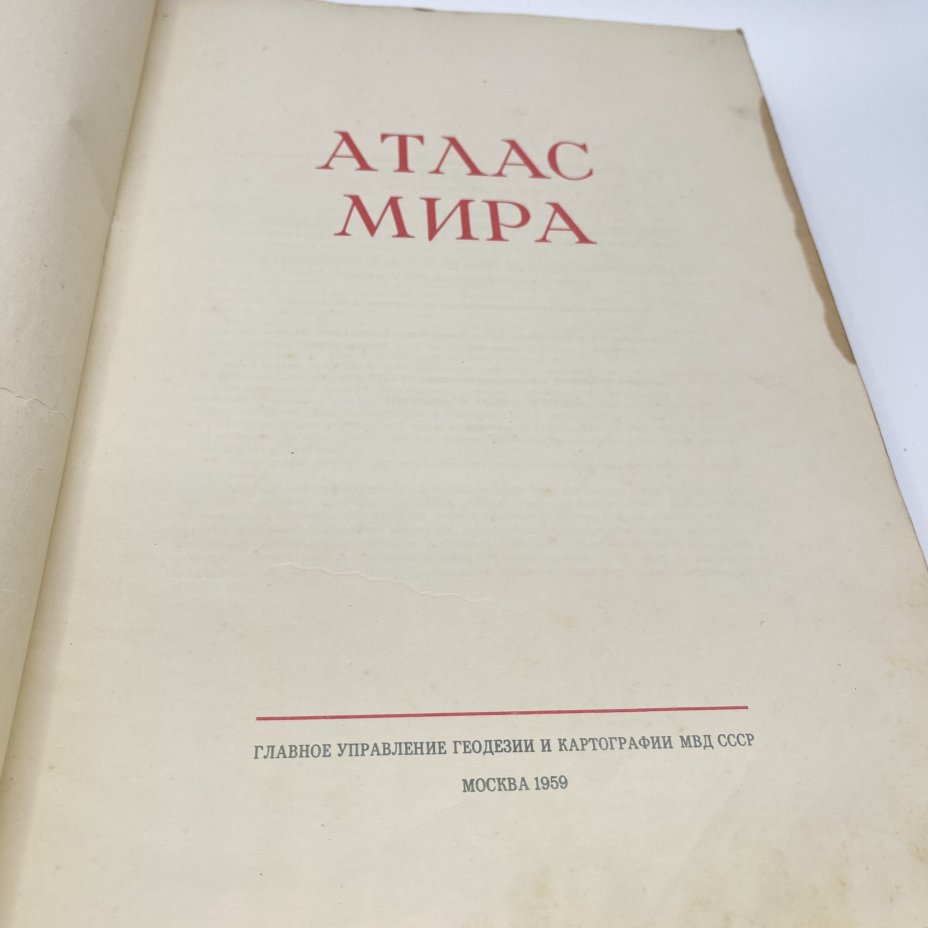 АТЛАС
МИРА
ГЛАВНОЕ УПРАВЛЕНИЕ ГЕОДЕЗИИ И КАРТОГРАФИИ МВД СССР
МОСКВА 1959